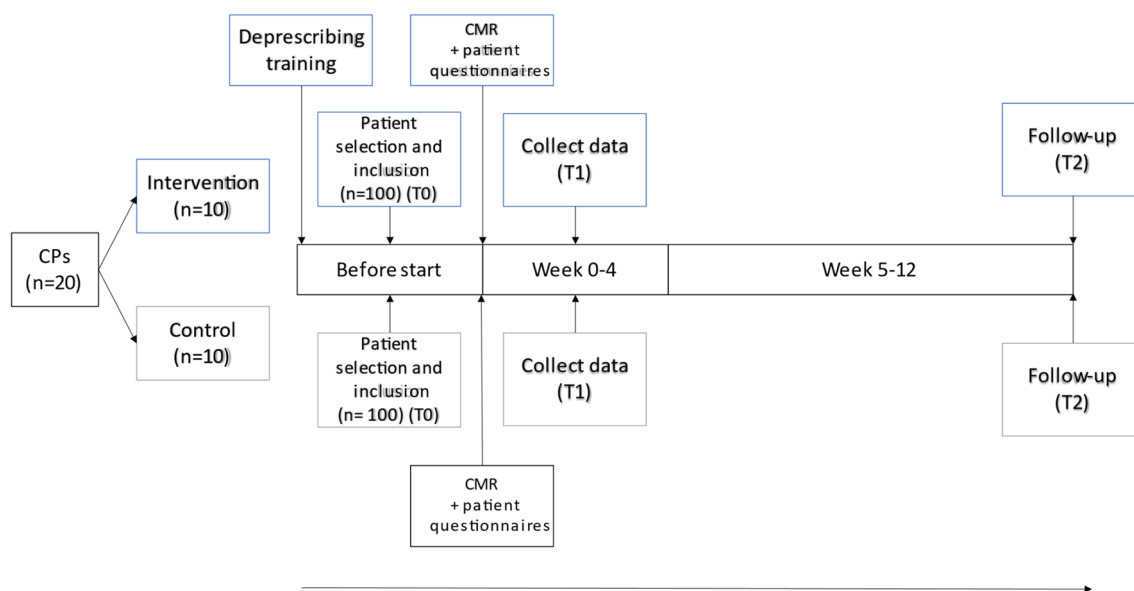 Deprescribing
training
CMR
+ patient
questionnaires
Patient
selection and
inclusion
(n=100) (T0)
Collect data
(T1)
Follow-up
(T2)
Intervention
(n=10)
CPs
(n=20)
Before start
Week 0-4
Week 5-12
Control
(n=10)
Patient
selection and
inclusion
(n= 100) (T0)
Collect data
(T1)
Follow-up
(T2)
CMR
+ patient
questionnaires